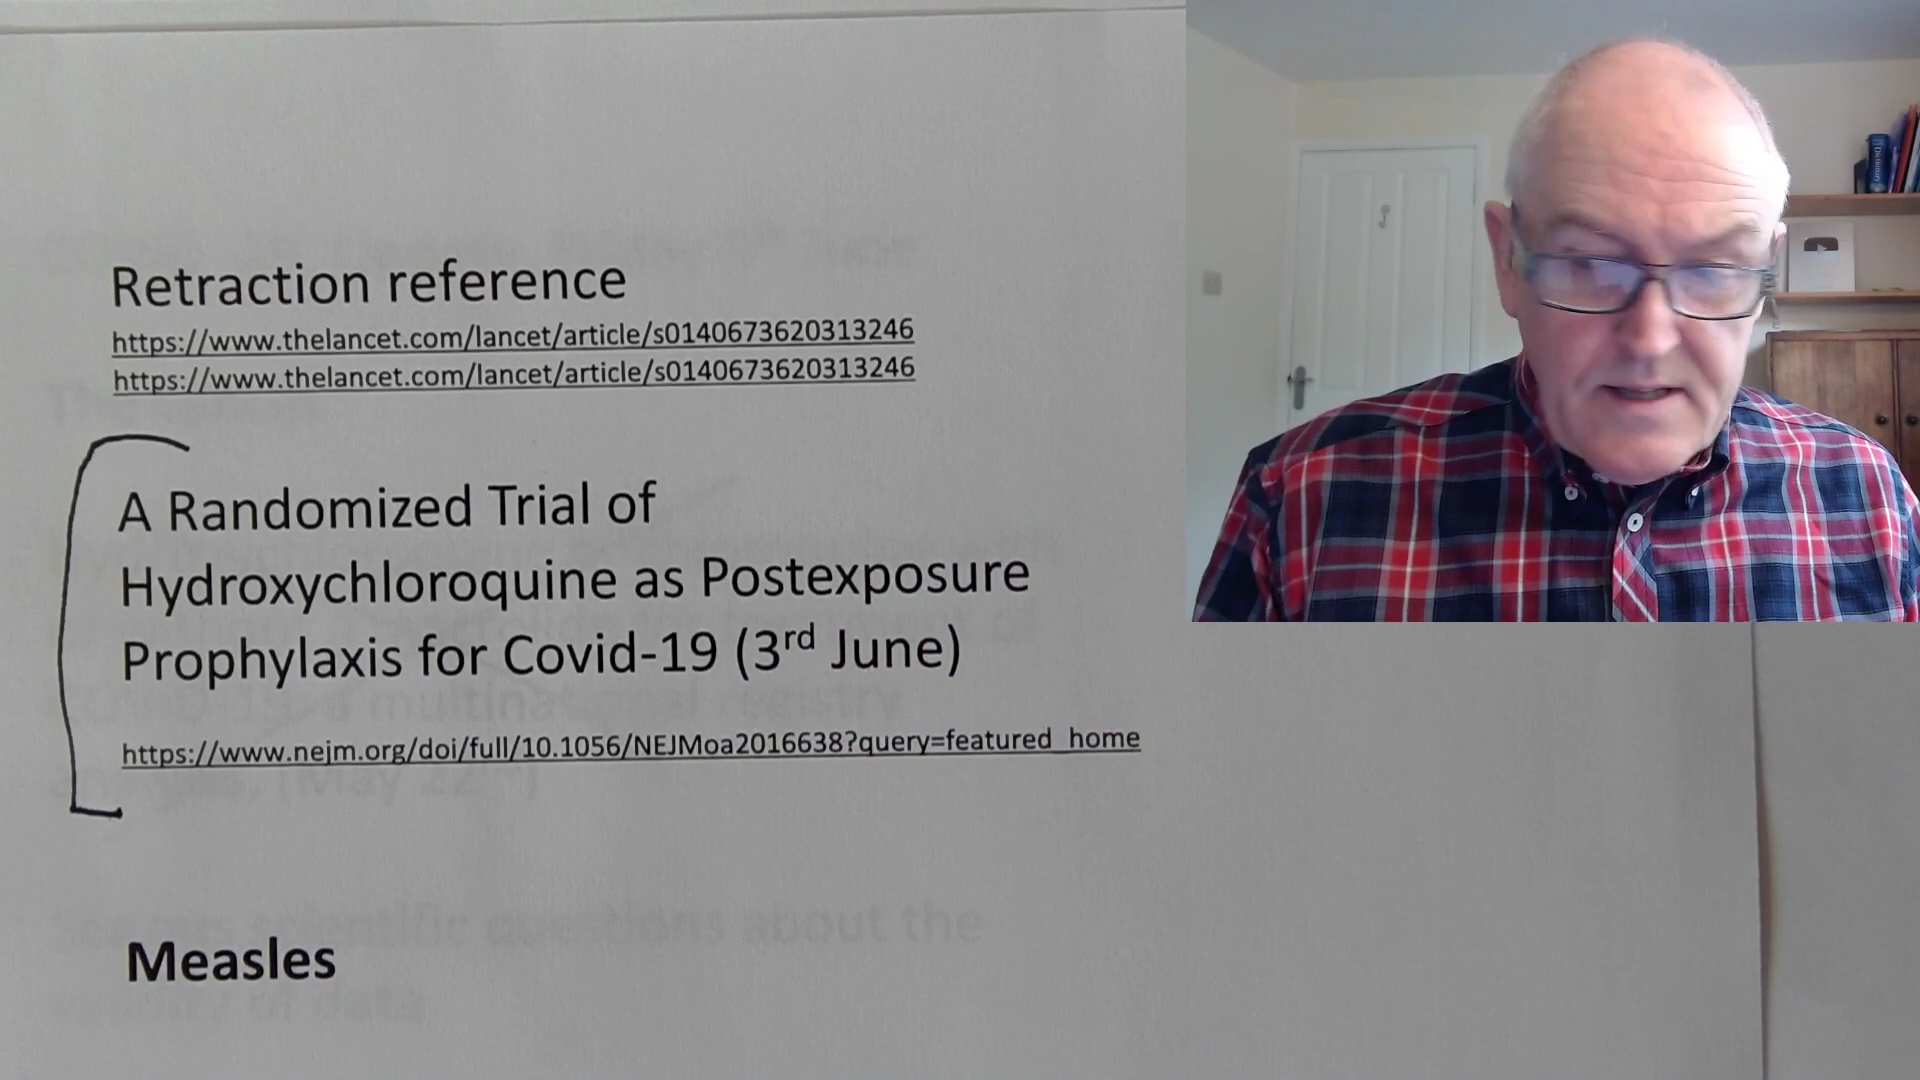 Retraction reference
https://www.thelancet.com/lancet/article/s0140673620313246
https://www.thelancet.com/lancet/article/s0140673620313246
A Randomized Trial of
Hydroxychloroquine as Postexposure
Prophylaxis for Covid-19 (3rd June)
https://www.nejm.org/doi/full/10.1056/NEJMoa2016638?query=featured_home
Measles
Dictionary